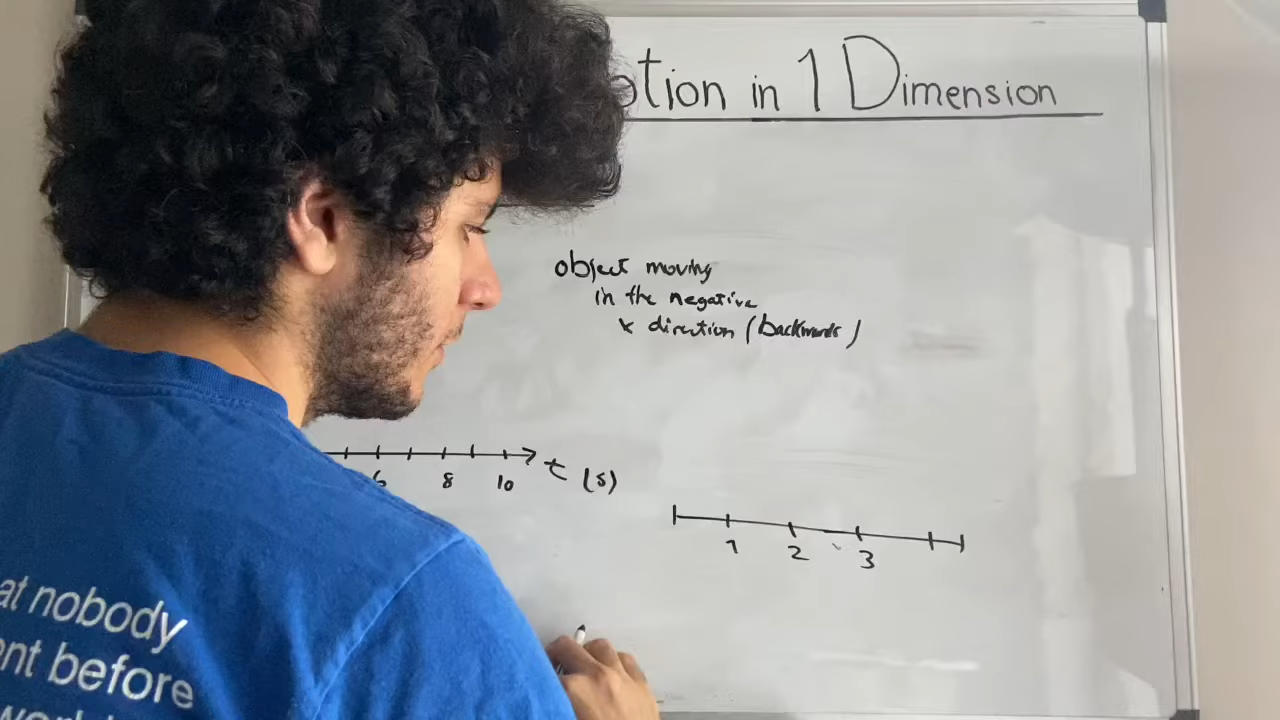 otion in 1 Dimension
object moving
in the negative
x direction (backwards)
6 8 10 t (s)
1 2 3
at nobody
ent before